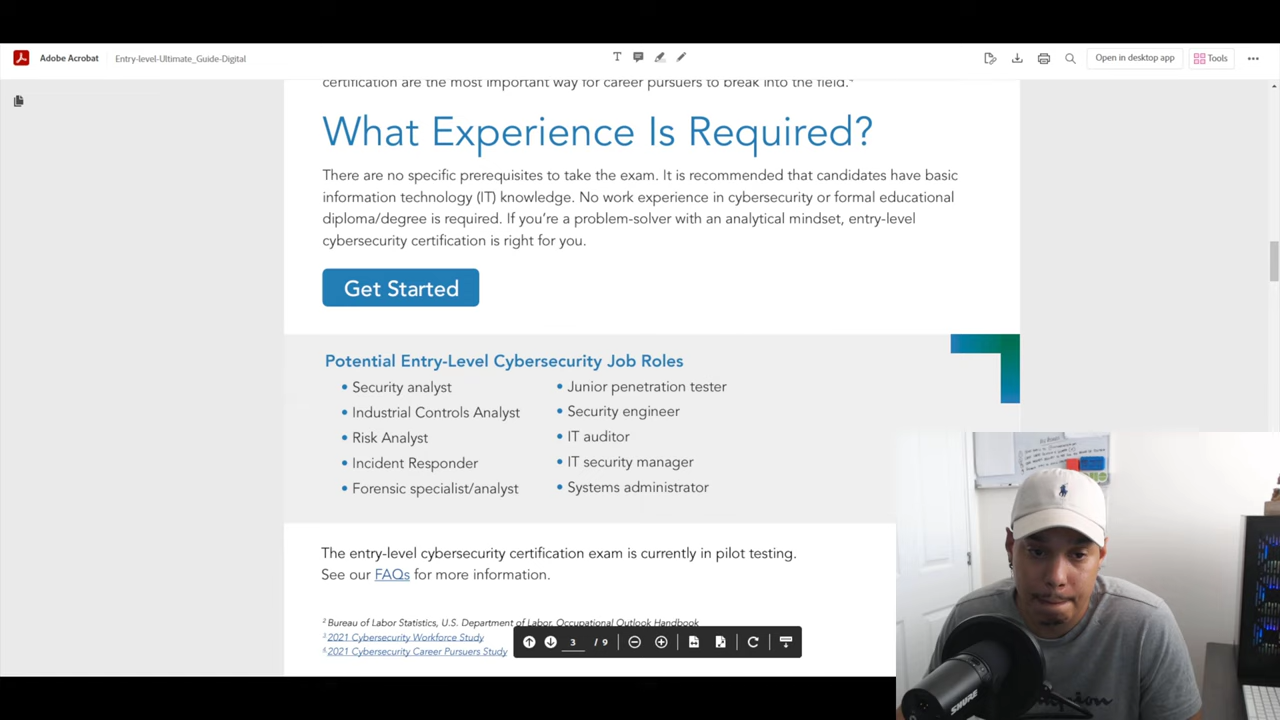 Adobe Acrobat
Entry-level-Ultimate_Guide-Digital
Open in desktop app
Tools
certification are the most important way for career pursuers to break into the field.⁴
What Experience Is Required?
There are no specific prerequisites to take the exam. It is recommended that candidates have basic
information technology (IT) knowledge. No work experience in cybersecurity or formal educational
diploma/degree is required. If you’re a problem-solver with an analytical mindset, entry-level
cybersecurity certification is right for you.
Get Started
Potential Entry-Level Cybersecurity Job Roles
• Security analyst
• Industrial Controls Analyst
• Risk Analyst
• Incident Responder
• Forensic specialist/analyst
• Junior penetration tester
• Security engineer
• IT auditor
• IT security manager
• Systems administrator
The entry-level cybersecurity certification exam is currently in pilot testing.
See our FAQs for more information.
² Bureau of Labor Statistics, U.S. Department of Labor, Occupational Outlook Handbook
³ 2021 Cybersecurity Workforce Study
2021 Cybersecurity Career Pursuers Study
3 / 9
SHURE